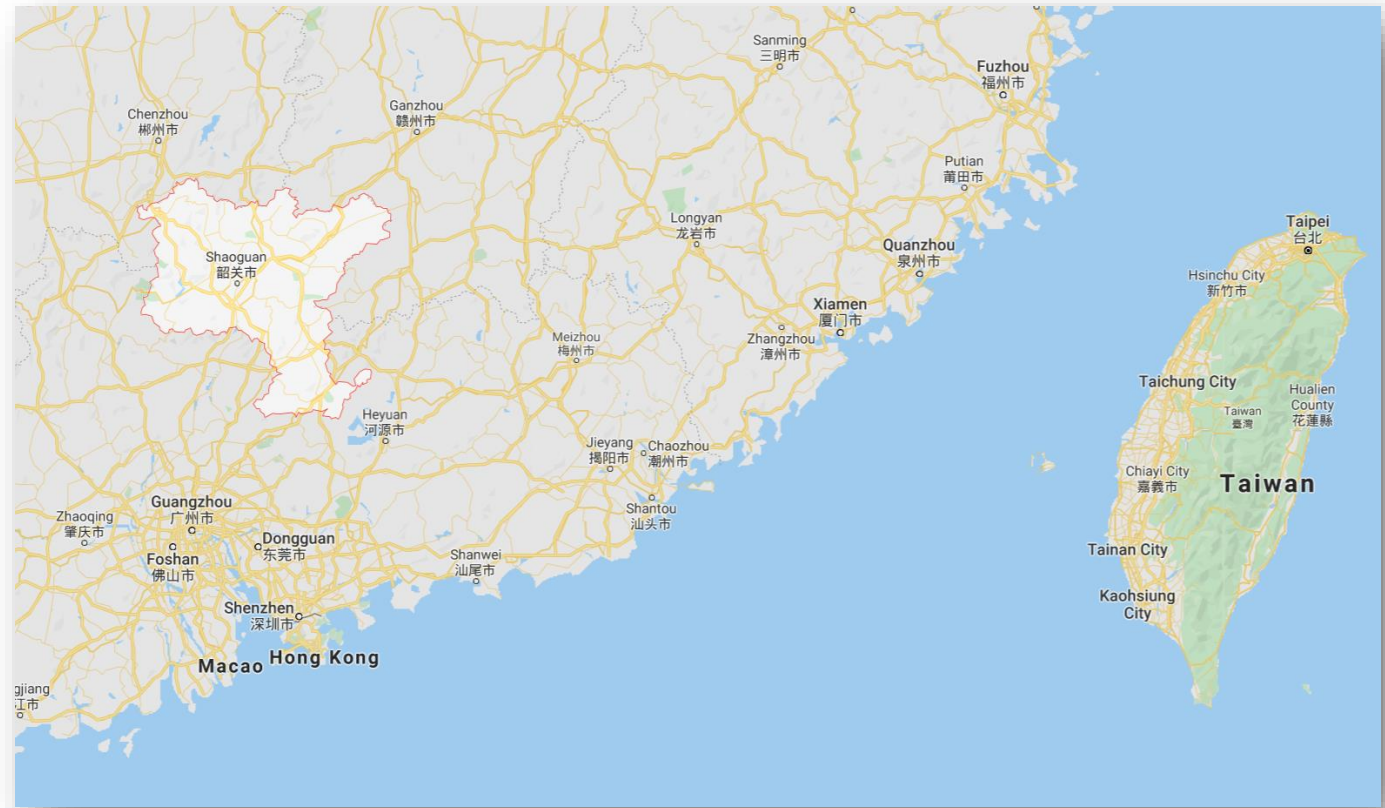 Sanming
三明市
Fuzhou
福州市
Chenzhou
郴州市
Ganzhou
赣州市
Putian
莆田市
Longyan
龙岩市
Quanzhou
泉州市
Taipei
台北
Shaoguan
韶关市
Hsinchu City
新竹市
Xiamen
厦门市
Meizhou
梅州市
Zhangzhou
漳州市
Taichung City
Hualien
County
花蓮縣
Taiwan
臺灣
Heyuan
河源市
Jieyang
揭阳市
Chaozhou
潮州市
Chiayi City
嘉義市
Taiwan
Guangzhou
广州市
Zhaoqing
肇庆市
Shantou
汕头市
Dongguan
东莞市
Foshan
佛山市
Shanwei
汕尾市
Tainan City
Kaohsiung
City
Shenzhen
深圳市
Macao
Hong Kong
gjiang
江市